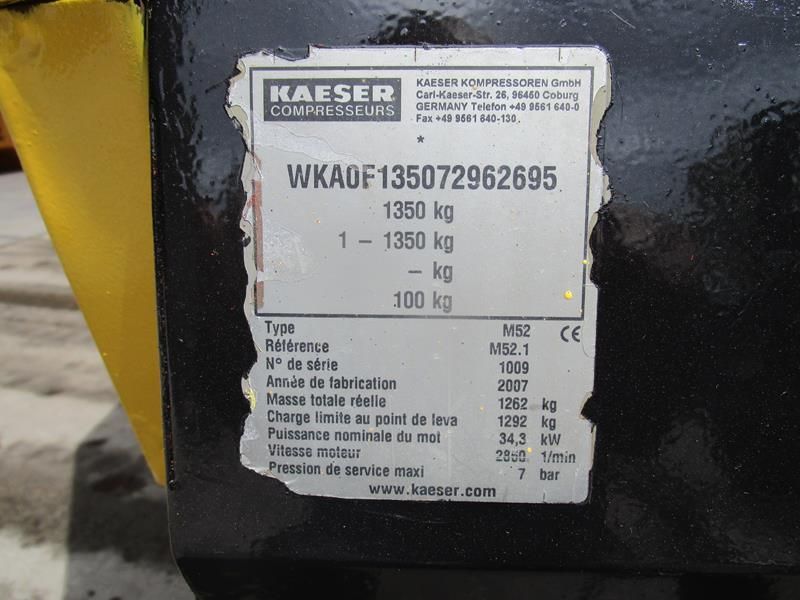 KAESER
COMPRESSEURS
KAESER KOMPRESSOREN GmbH
Carl-Kaeser-Str. 26, 96450 Coburg
GERMANY Telefon +49 9561 640-0
Fax +49 9561 640-130
*
WKA0F135072962695
1350 kg
1 – 1350 kg
– kg
100 kg
Type M52 CE
Référence M52.1
N° de série 1009
Année de fabrication 2007
Masse totale réelle 1262 kg
Charge limite au point de leva 1292 kg
Puissance nominale du mot 34,3 kW
Vitesse moteur 2850 1/min
Pression de service maxi 7 bar
www.kaeser.com